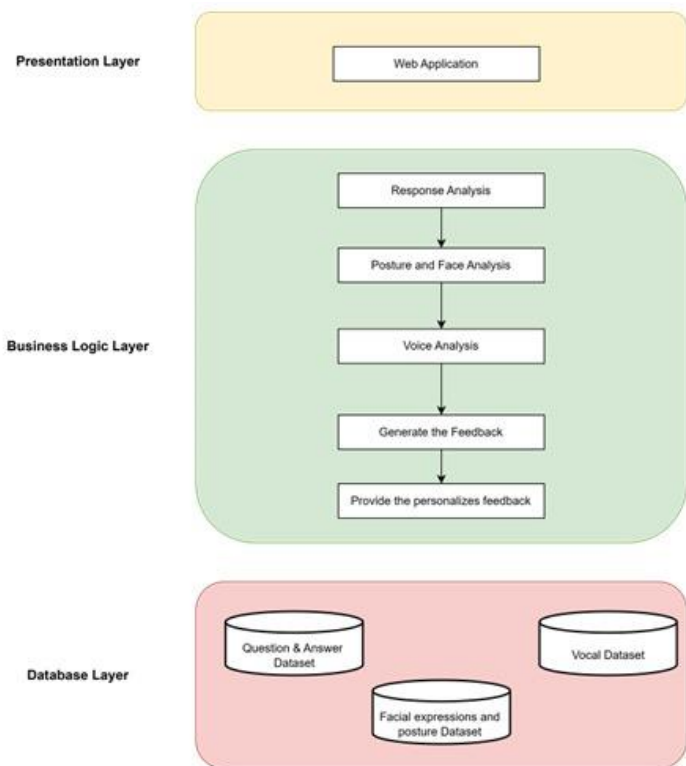 Presentation Layer
Web Application
Response Analysis
Posture and Face Analysis
Business Logic Layer
Voice Analysis
Generate the Feedback
Provide the personalizes feedback
Question & Answer
Dataset
Vocal Dataset
Database Layer
Facial expressions and
posture Dataset